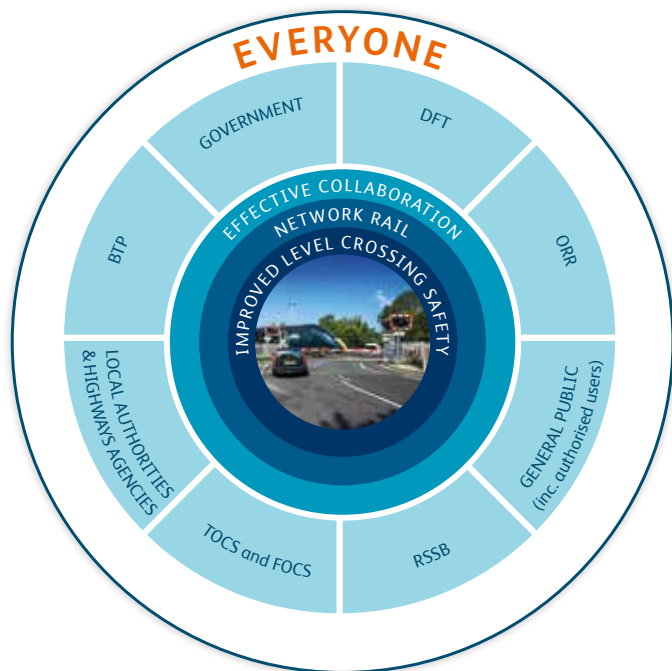 EVERYONE
GOVERNMENT
DFT
ORR
GENERAL PUBLIC
(inc. authorised users)
RSSB
TOCS and FOCS
LOCAL AUTHORITIES
& HIGHWAYS AGENCIES
BTP
EFFECTIVE COLLABORATION
NETWORK RAIL
IMPROVED LEVEL CROSSING SAFETY